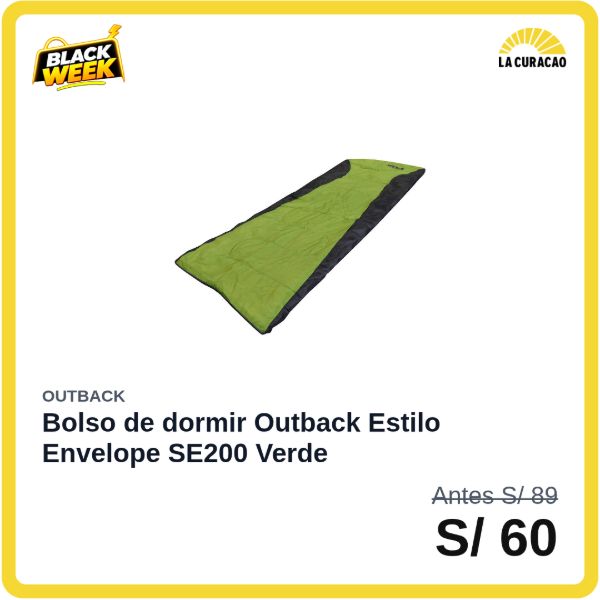 BLACK
WEEK
LA CURACAO
OUTBACK
Bolso de dormir Outback Estilo
Envelope SE200 Verde
Antes S/ 89
S/ 60